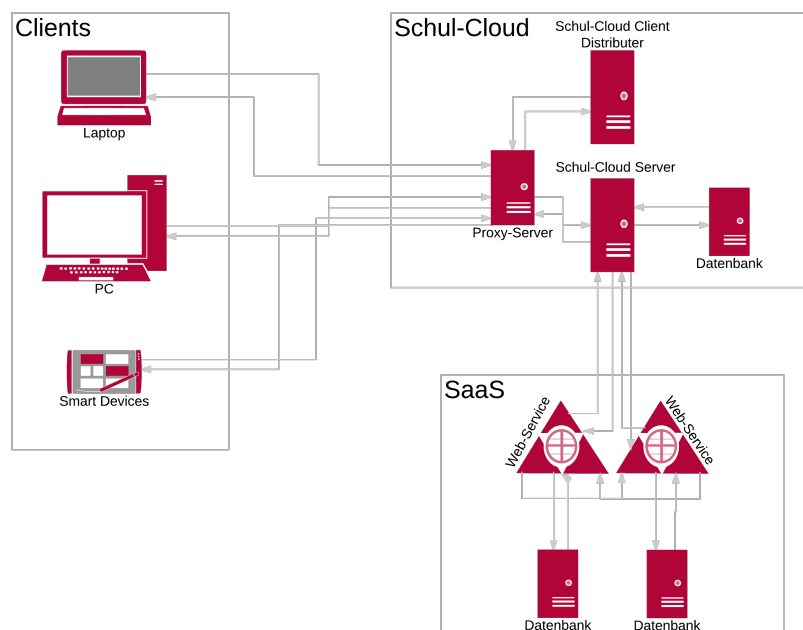 Clients
Laptop
PC
Smart Devices
Schul-Cloud
Schul-Cloud Client
Distributer
Proxy-Server
Schul-Cloud Server
Datenbank
SaaS
Web-Service
Web-Service
Datenbank
Datenbank